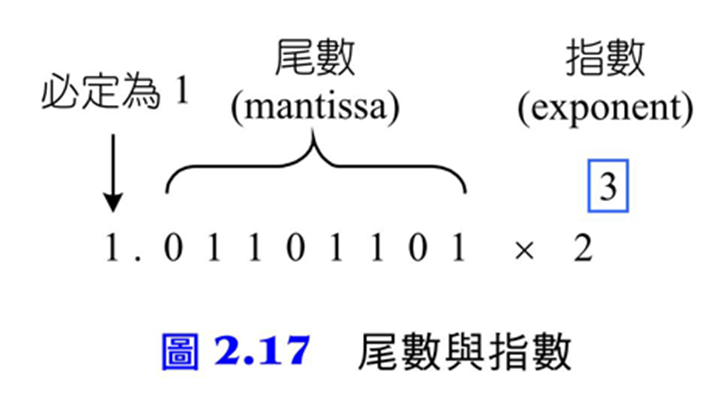 必定為 1
尾數
(mantissa)
指數
(exponent)
3
1 . 0 1 1 0 1 1 0 1 × 2
圖 2.17 尾數與指數